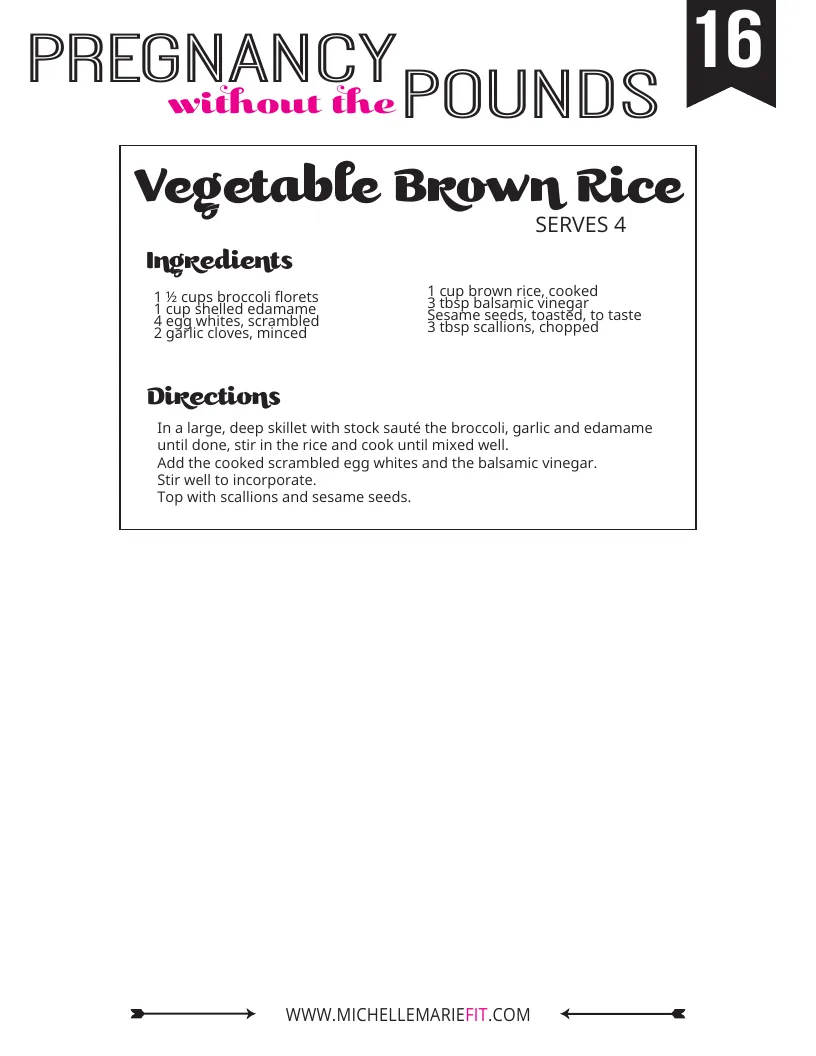 PREGNANCY
without the POUNDS
16
Vegetable Brown Rice
SERVES 4
Ingredients
1 ½ cups broccoli florets
1 cup shelled edamame
4 egg whites, scrambled
2 garlic cloves, minced
1 cup brown rice, cooked
3 tbsp balsamic vinegar
Sesame seeds, toasted, to taste
3 tbsp scallions, chopped
Directions
In a large, deep skillet with stock sauté the broccoli, garlic and edamame
until done, stir in the rice and cook until mixed well.
Add the cooked scrambled egg whites and the balsamic vinegar.
Stir well to incorporate.
Top with scallions and sesame seeds.
WWW.MICHELLEMARIEFIT.COM